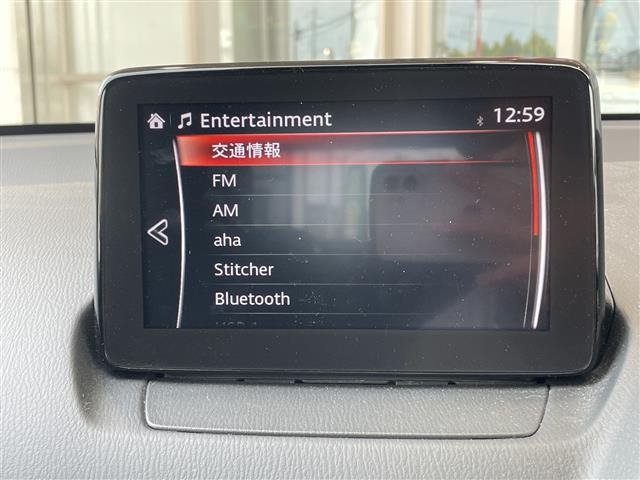 Entertainment 12:59
交通情報
FM
AM
aha
Stitcher
Bluetooth